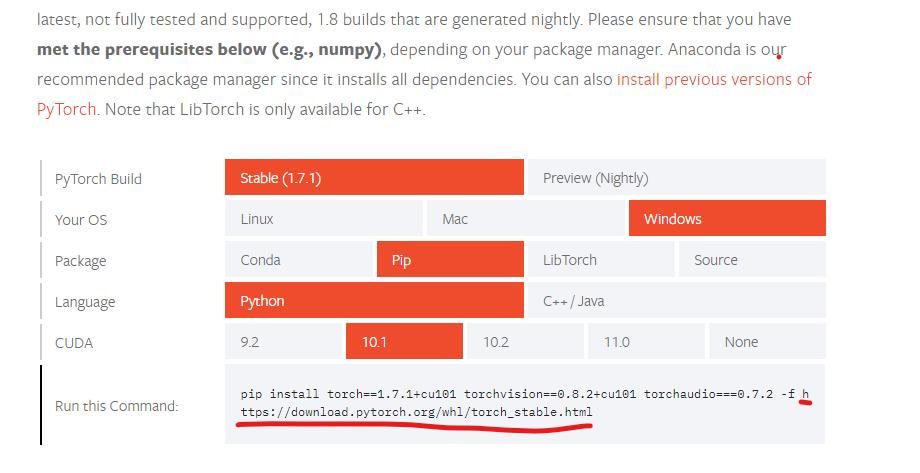 latest, not fully tested and supported, 1.8 builds that are generated nightly. Please ensure that you have
met the prerequisites below (e.g., numpy), depending on your package manager. Anaconda is our
recommended package manager since it installs all dependencies. You can also install previous versions of
PyTorch. Note that LibTorch is only available for C++.
PyTorch Build Stable (1.7.1) Preview (Nightly)
Your OS Linux Mac Windows
Package Conda Pip LibTorch Source
Language Python C++ / Java
CUDA 9.2 10.1 10.2 11.0 None
Run this Command:
pip install torch==1.7.1+cu101 torchvision==0.8.2+cu101 torchaudio===0.7.2 -f h
ttps://download.pytorch.org/whl/torch_stable.html